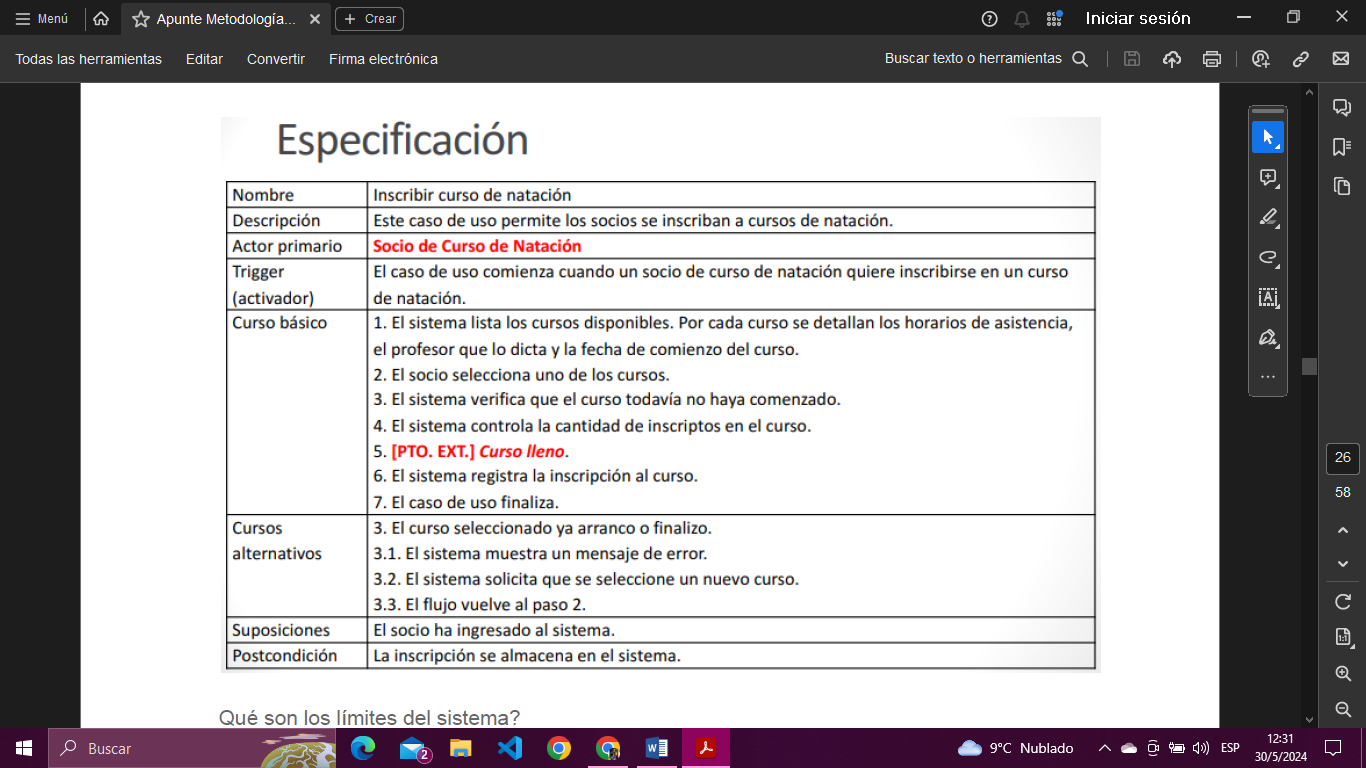 Menú
Apunte Metodología...
Crear
Iniciar sesión
Todas las herramientas
Editar
Convertir
Firma electrónica
Buscar texto o herramientas
Especificación
Nombre
Inscribir curso de natación
Descripción
Este caso de uso permite los socios se inscriban a cursos de natación.
Actor primario
Socio de Curso de Natación
Trigger
(activador)
El caso de uso comienza cuando un socio de curso de natación quiere inscribirse en un curso
de natación.
Curso básico
1. El sistema lista los cursos disponibles. Por cada curso se detallan los horarios de asistencia,
el profesor que lo dicta y la fecha de comienzo del curso.
2. El socio selecciona uno de los cursos.
3. El sistema verifica que el curso todavía no haya comenzado.
4. El sistema controla la cantidad de inscriptos en el curso.
5. [PTO. EXT.] Curso lleno.
6. El sistema registra la inscripción al curso.
7. El caso de uso finaliza.
Cursos
alternativos
3. El curso seleccionado ya arranco o finalizo.
3.1. El sistema muestra un mensaje de error.
3.2. El sistema solicita que se seleccione un nuevo curso.
3.3. El flujo vuelve al paso 2.
Suposiciones
El socio ha ingresado al sistema.
Postcondición
La inscripción se almacena en el sistema.
Qué son los límites del sistema?
26
58
1:1
Buscar
2
9°C Nublado
ESP
12:31
30/5/2024